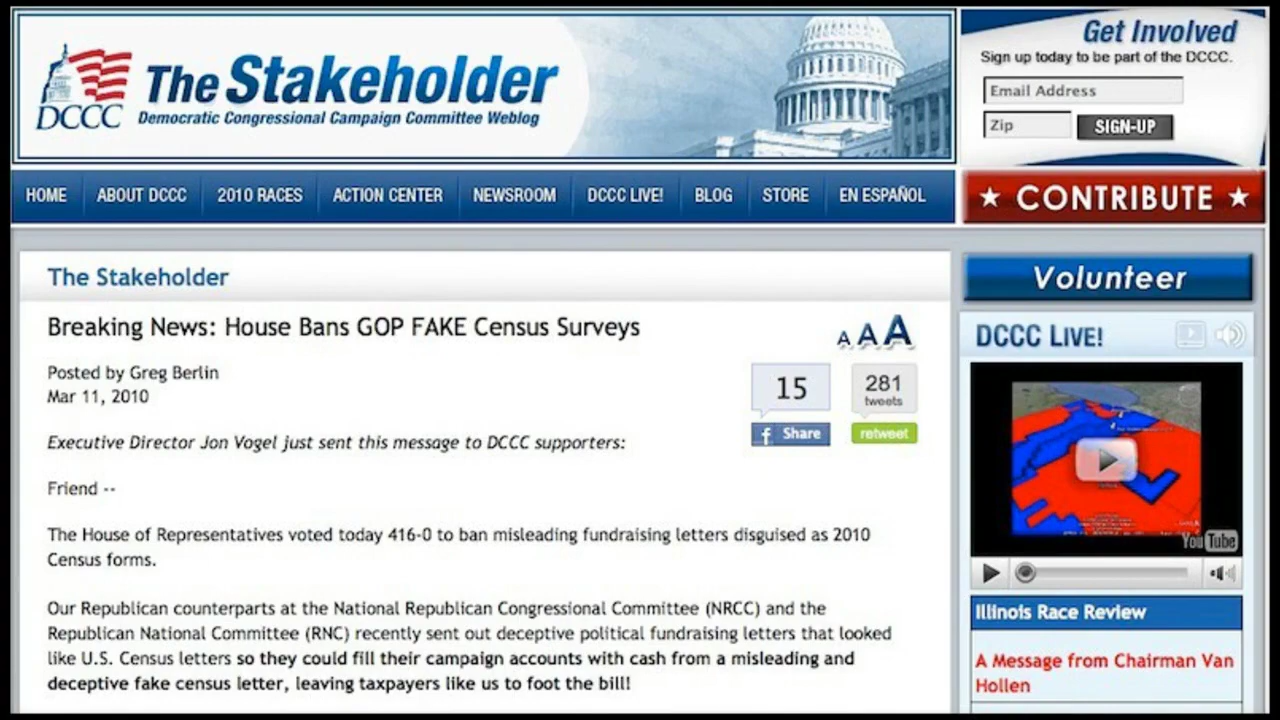 DCCC
The Stakeholder
Democratic Congressional Campaign Committee Weblog
Get Involved
Sign up today to be part of the DCCC.
Email Address
Zip
SIGN-UP
HOME
ABOUT DCCC
2010 RACES
ACTION CENTER
NEWSROOM
DCCC LIVE!
BLOG
STORE
EN ESPAÑOL
★ CONTRIBUTE ★
The Stakeholder
Breaking News: House Bans GOP FAKE Census Surveys
A A A
Posted by Greg Berlin
Mar 11, 2010
15
f Share
281
tweets
retweet
Executive Director Jon Vogel just sent this message to DCCC supporters:
Friend --
The House of Representatives voted today 416-0 to ban misleading fundraising letters disguised as 2010
Census forms.
Our Republican counterparts at the National Republican Congressional Committee (NRCC) and the
Republican National Committee (RNC) recently sent out deceptive political fundraising letters that looked
like U.S. Census letters so they could fill their campaign accounts with cash from a misleading and
deceptive fake census letter, leaving taxpayers like us to foot the bill!
Volunteer
DCCC LIVE!
YouTube
Illinois Race Review
A Message from Chairman Van
Hollen